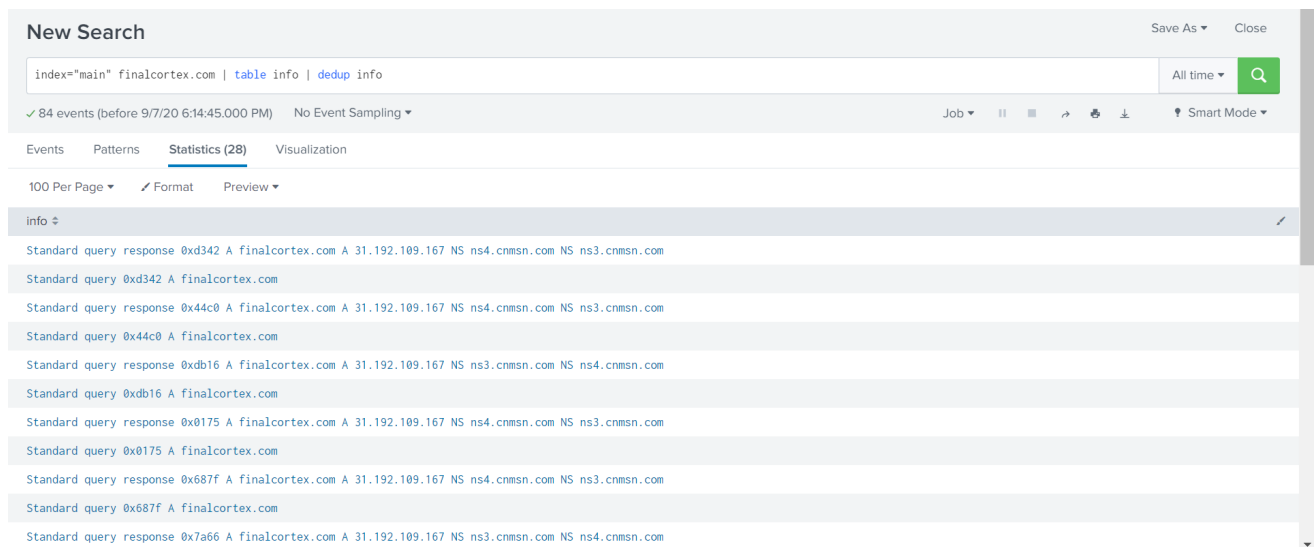 New Search
Save As Close
index="main" finalcortex.com | table info | dedup info
All time
84 events (before 9/7/20 6:14:45.000 PM) No Event Sampling Job Smart Mode
Events Patterns Statistics (28) Visualization
100 Per Page Format Preview
info
Standard query response 0xd342 A finalcortex.com A 31.192.109.167 NS ns4.cnmsn.com NS ns3.cnmsn.com
Standard query 0xd342 A finalcortex.com
Standard query response 0x44c0 A finalcortex.com A 31.192.109.167 NS ns4.cnmsn.com NS ns3.cnmsn.com
Standard query 0x44c0 A finalcortex.com
Standard query response 0xdb16 A finalcortex.com A 31.192.109.167 NS ns3.cnmsn.com NS ns4.cnmsn.com
Standard query 0xdb16 A finalcortex.com
Standard query response 0x0175 A finalcortex.com A 31.192.109.167 NS ns4.cnmsn.com NS ns3.cnmsn.com
Standard query 0x0175 A finalcortex.com
Standard query response 0x687f A finalcortex.com A 31.192.109.167 NS ns4.cnmsn.com NS ns3.cnmsn.com
Standard query 0x687f A finalcortex.com
Standard query response 0x7a66 A finalcortex.com A 31.192.109.167 NS ns3.cnmsn.com NS ns4.cnmsn.com